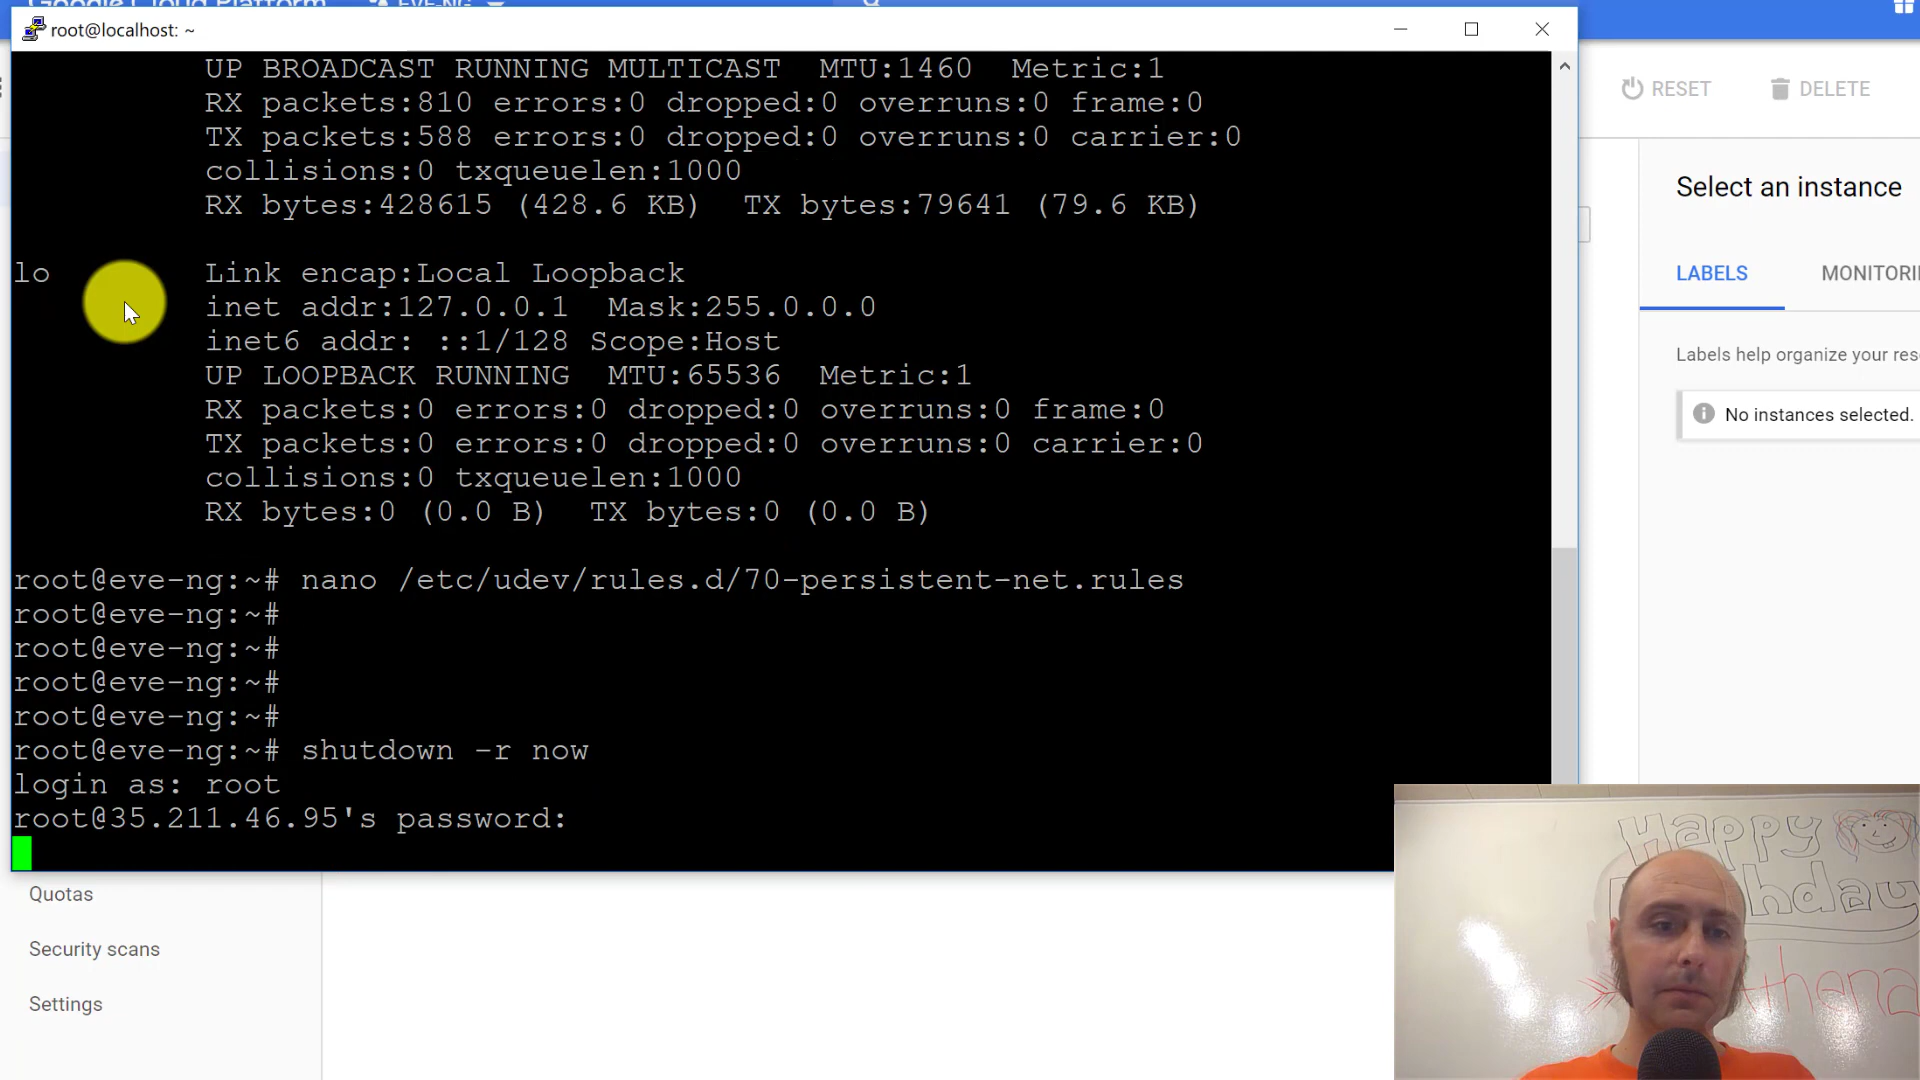 Google Cloud Platform
EVE-NG
root@localhost: ~
UP BROADCAST RUNNING MULTICAST  MTU:1460  Metric:1
RX packets:810 errors:0 dropped:0 overruns:0 frame:0
TX packets:588 errors:0 dropped:0 overruns:0 carrier:0
collisions:0 txqueuelen:1000
RX bytes:428615 (428.6 KB)  TX bytes:79641 (79.6 KB)
lo        Link encap:Local Loopback
inet addr:127.0.0.1  Mask:255.0.0.0
inet6 addr: ::1/128 Scope:Host
UP LOOPBACK RUNNING  MTU:65536  Metric:1
RX packets:0 errors:0 dropped:0 overruns:0 frame:0
TX packets:0 errors:0 dropped:0 overruns:0 carrier:0
collisions:0 txqueuelen:1000
RX bytes:0 (0.0 B)  TX bytes:0 (0.0 B)
root@eve-ng:~# nano /etc/udev/rules.d/70-persistent-net.rules
root@eve-ng:~#
root@eve-ng:~#
root@eve-ng:~#
root@eve-ng:~#
root@eve-ng:~# shutdown -r now
login as: root
root@35.211.46.95's password:
RESET
DELETE
Select an instance
LABELS
MONITORI
Labels help organize your res
No instances selected.
Quotas
Security scans
Settings
Happy